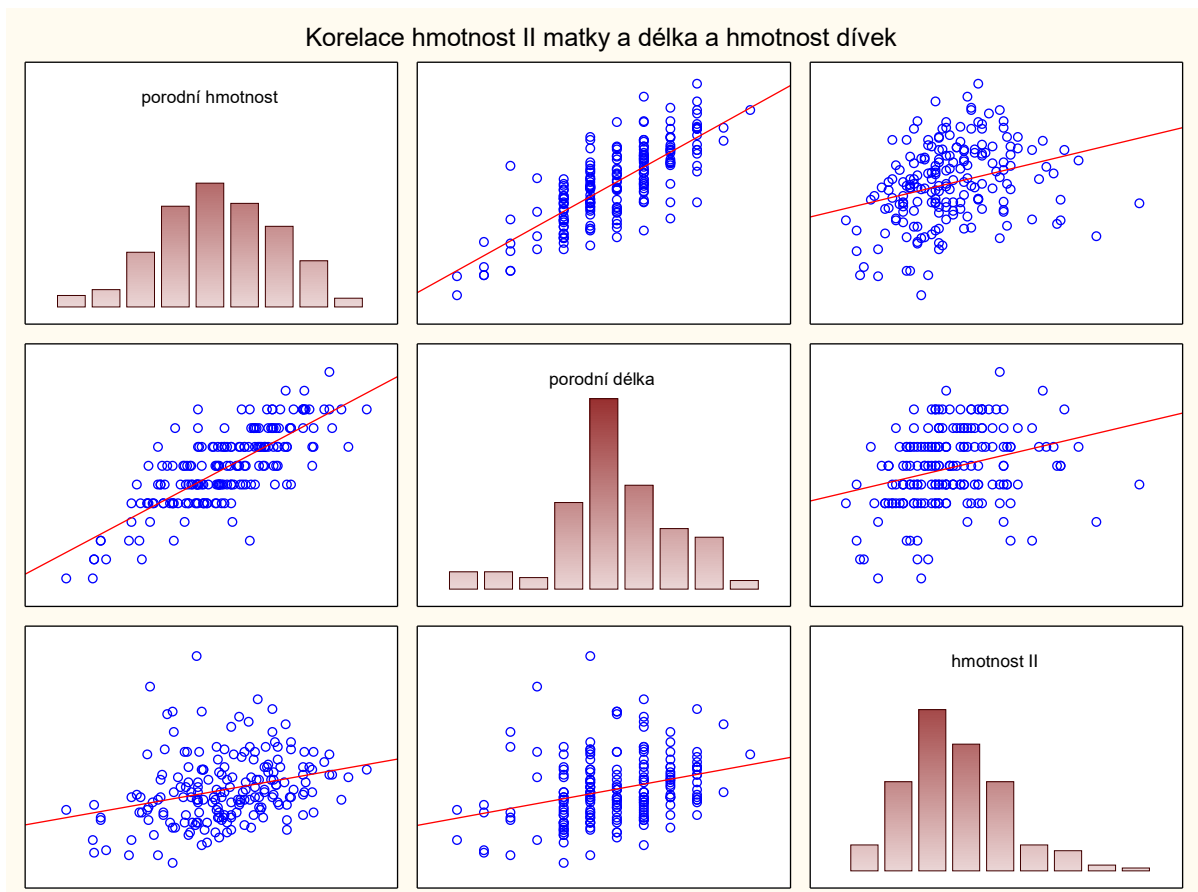 Korelace hmotnost II matky a délka a hmotnost dívek
porodní hmotnost
porodní délka
hmotnost II